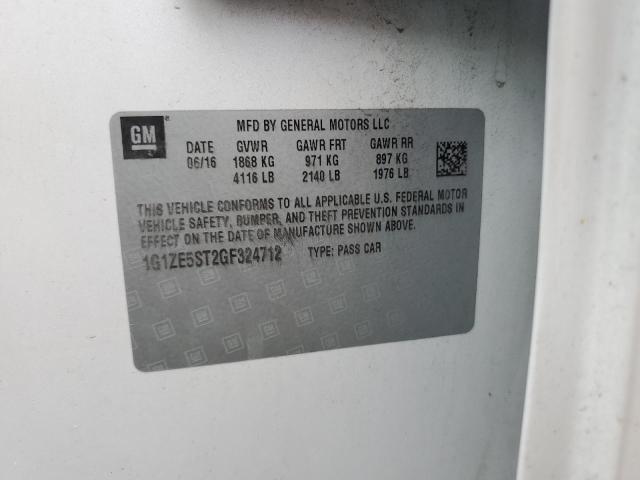 GM
MFD BY GENERAL MOTORS LLC
DATE GVWR GAWR FRT GAWR RR
06/16 1868 KG 971 KG 897 KG
4116 LB 2140 LB 1976 LB
THIS VEHICLE CONFORMS TO ALL APPLICABLE U.S. FEDERAL MOTOR
VEHICLE SAFETY, BUMPER, AND THEFT PREVENTION STANDARDS IN
EFFECT ON THE DATE OF MANUFACTURE SHOWN ABOVE.
1G1ZE5ST2GF324712 TYPE: PASS CAR